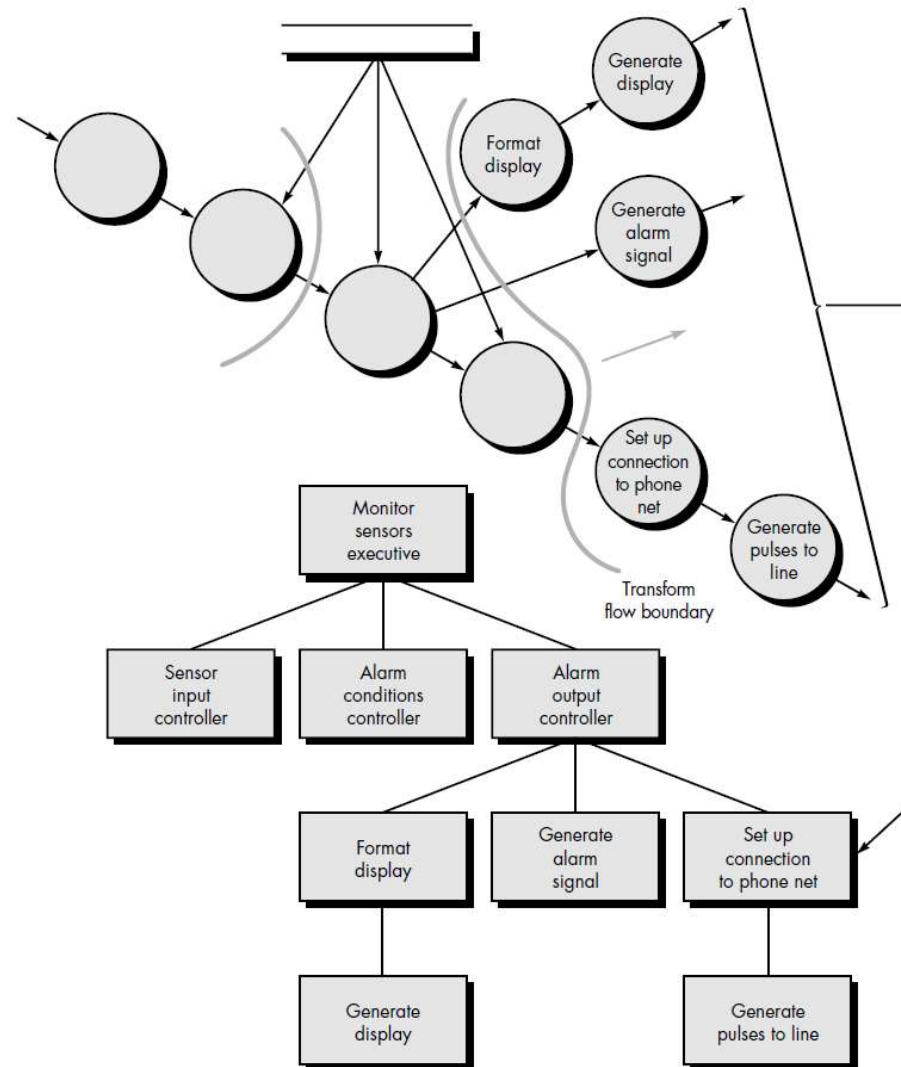 Generate
display
Format
display
Generate
alarm
signal
Set up
connection
to phone
net
Generate
pulses to
line
Transform
flow boundary
Monitor
sensors
executive
Sensor
input
controller
Alarm
conditions
controller
Alarm
output
controller
Format
display
Generate
alarm
signal
Set up
connection
to phone net
Generate
display
Generate
pulses to line